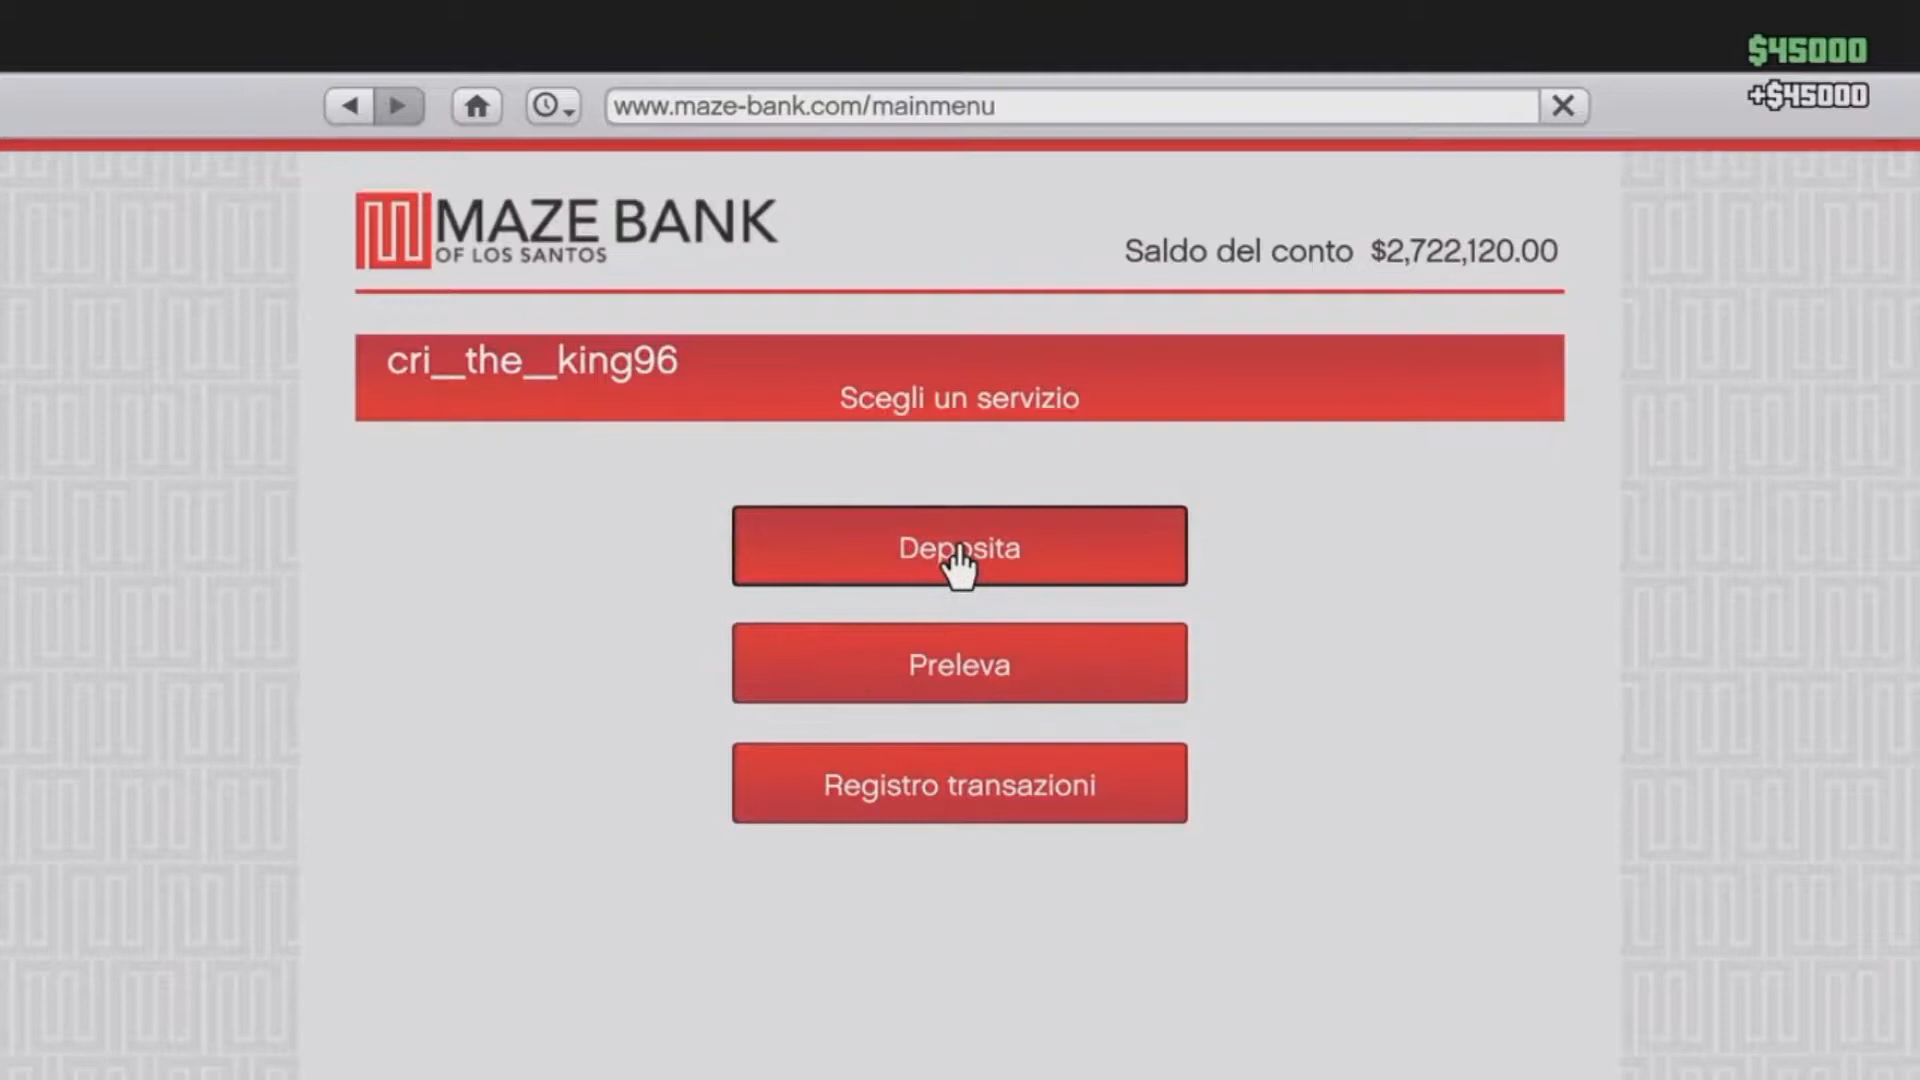 $45000
+$45000
www.maze-bank.com/mainmenu
MAZE BANK
OF LOS SANTOS
Saldo del conto $2,722,120.00
cri__the__king96
Scegli un servizio
Deposita
Preleva
Registro transazioni